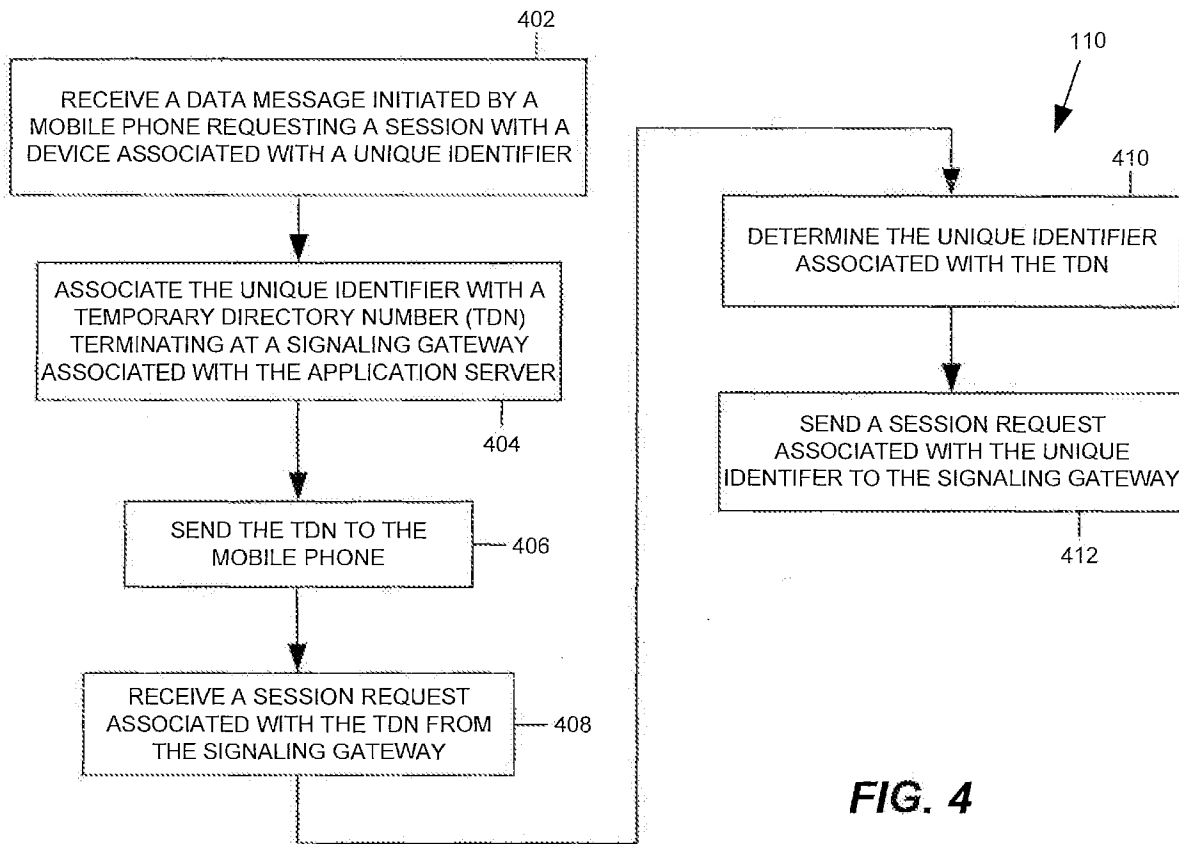 402
RECEIVE A DATA MESSAGE INITIATED BY A
MOBILE PHONE REQUESTING A SESSION WITH A
DEVICE ASSOCIATED WITH A UNIQUE IDENTIFIER
ASSOCIATE THE UNIQUE IDENTIFIER WITH A
TEMPORARY DIRECTORY NUMBER (TDN)
TERMINATING AT A SIGNALING GATEWAY
ASSOCIATED WITH THE APPLICATION SERVER
404
SEND THE TDN TO THE
MOBILE PHONE
406
RECEIVE A SESSION REQUEST
ASSOCIATED WITH THE TDN FROM
THE SIGNALING GATEWAY
408
110
410
DETERMINE THE UNIQUE IDENTIFIER
ASSOCIATED WITH THE TDN
SEND A SESSION REQUEST
ASSOCIATED WITH THE UNIQUE
IDENTIFER TO THE SIGNALING GATEWAY
412
FIG. 4